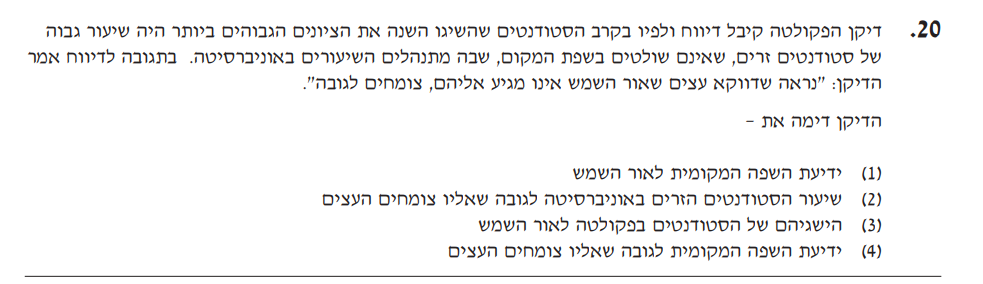 20. דיקן הפקולטה קיבל דיווח ולפיו בקרב הסטודנטים שהשיגו השנה את הציונים הגבוהים ביותר היה שיעור גבוה
של סטודנטים זרים, שאינם שולטים בשפת המקום, שבה מתנהלים השיעורים באוניברסיטה. בתגובה לדיווח אמר
הדיקן: "נראה שדווקא עצים שאור השמש אינו מגיע אליהם, צומחים לגובה".
הדיקן דימה את –
(1) ידיעת השפה המקומית לאור השמש
(2) שיעור הסטודנטים הזרים באוניברסיטה לגובה שאליו צומחים העצים
(3) הישגיהם של הסטודנטים בפקולטה לאור השמש
(4) ידיעת השפה המקומית לגובה שאליו צומחים העצים